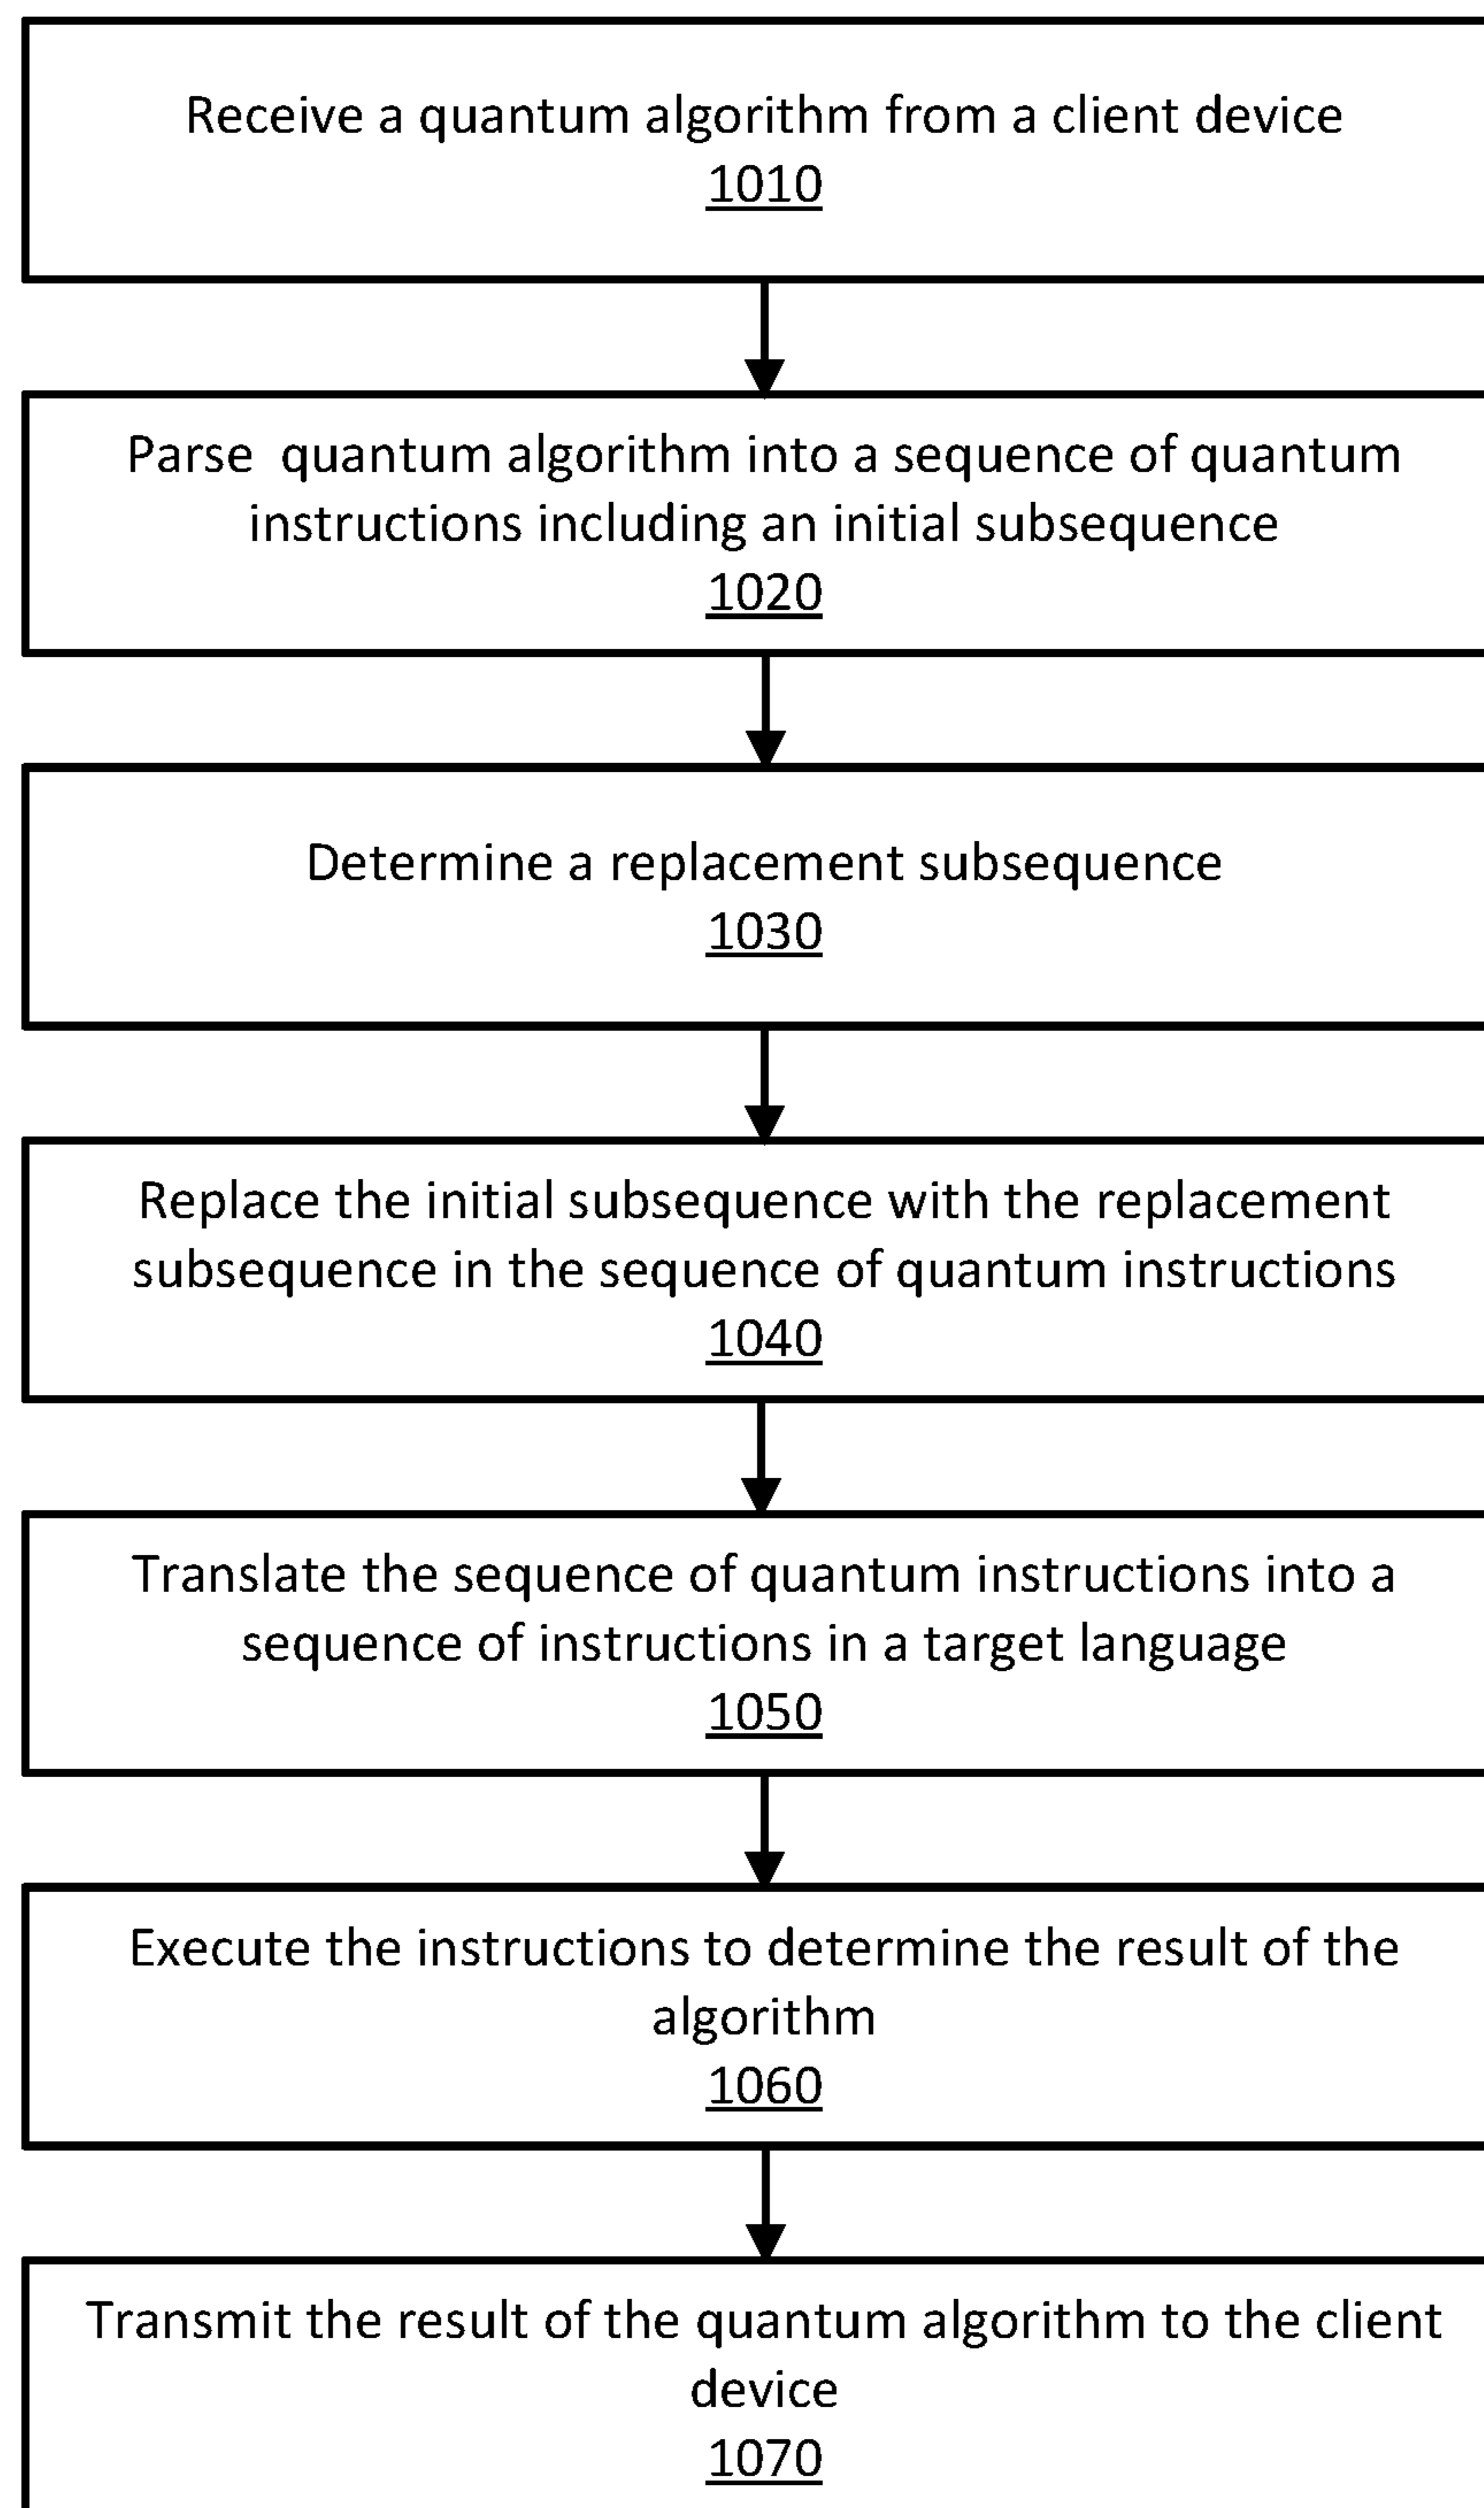 Receive a quantum algorithm from a client device
1010
Parse quantum algorithm into a sequence of quantum
instructions including an initial subsequence
1020
Determine a replacement subsequence
1030
Replace the initial subsequence with the replacement
subsequence in the sequence of quantum instructions
1040
Translate the sequence of quantum instructions into a
sequence of instructions in a target language
1050
Execute the instructions to determine the result of the
algorithm
1060
Transmit the result of the quantum algorithm to the client
device
1070